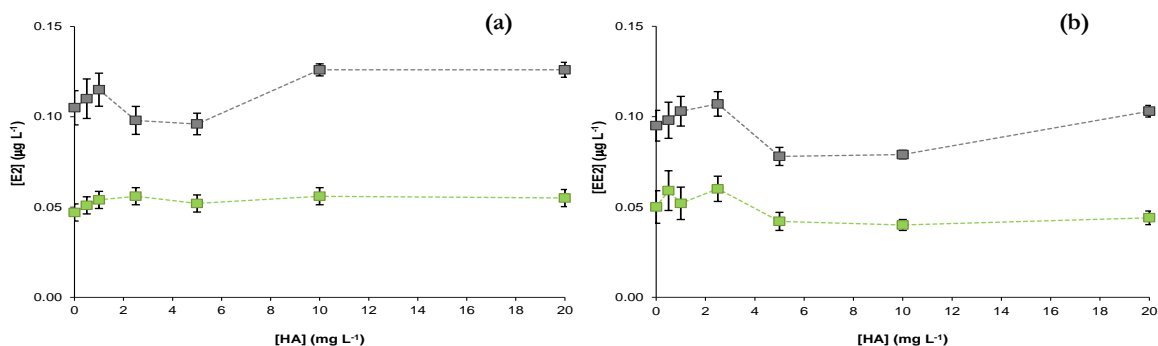 (a)
0.15
0.10
0.05
0.00
[E2] (µg L-1)
0 2 4 6 8 10 12 14 16 18 20
[HA] (mg L-1)
(b)
0.15
0.10
0.05
0.00
[EE2] (µg L-1)
0 2 4 6 8 10 12 14 16 18 20
[HA] (mg L-1)